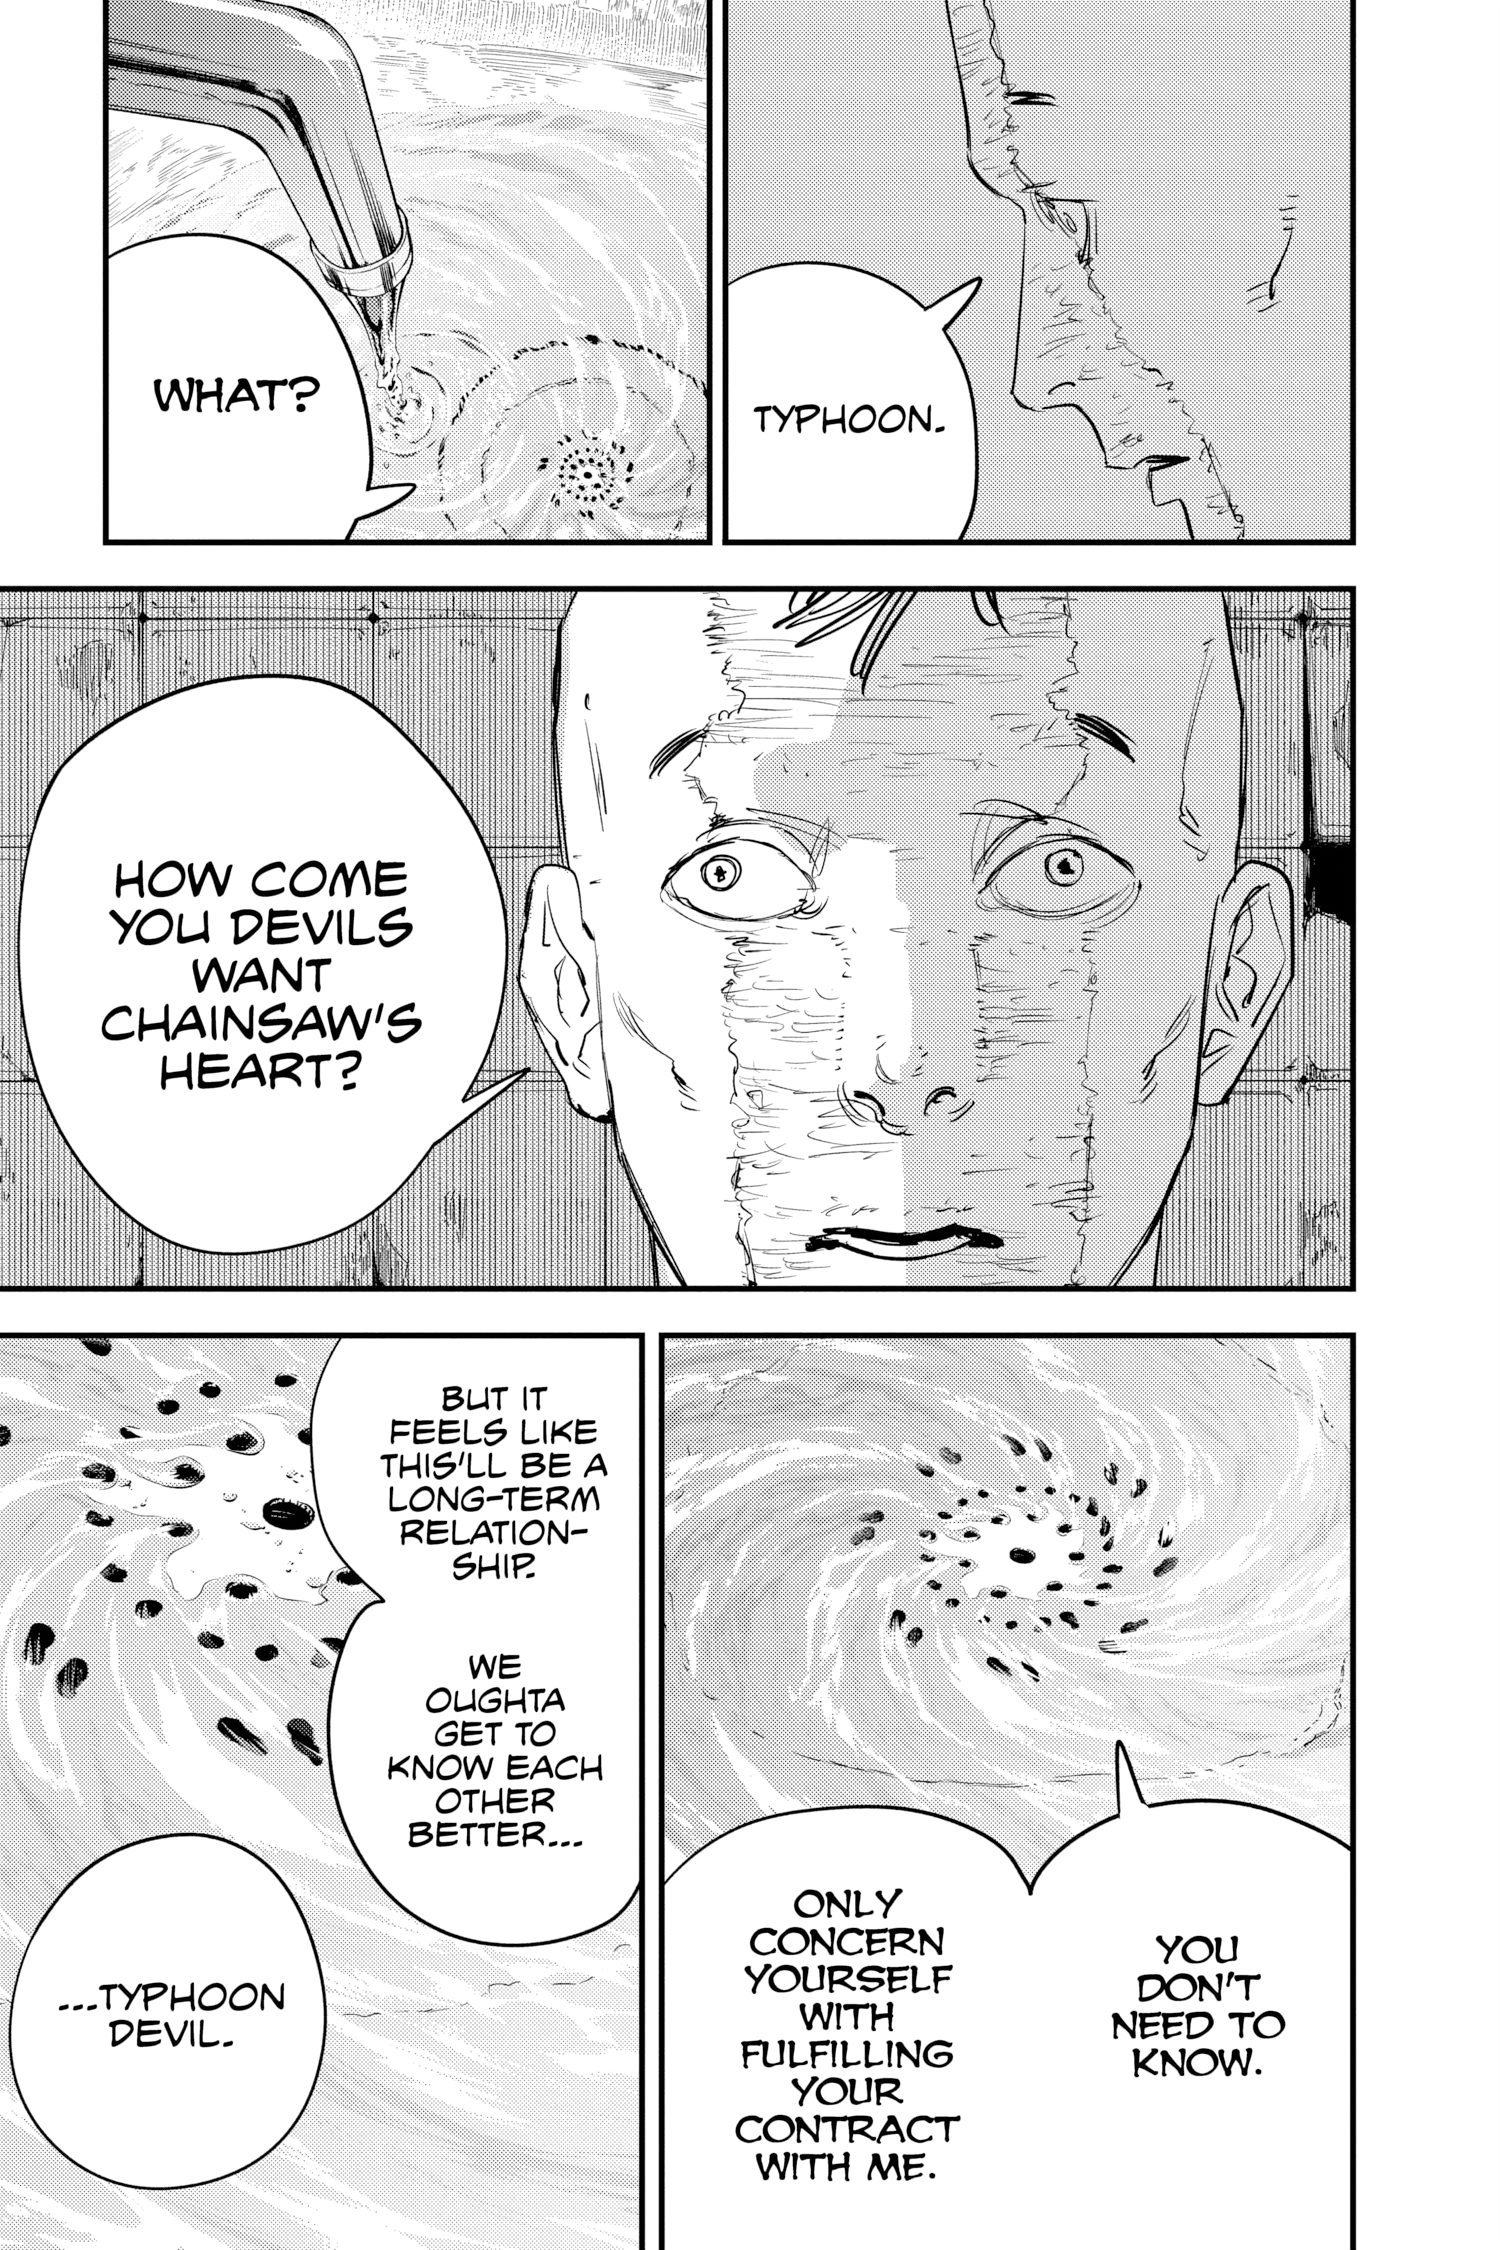 TYPHOON.
WHAT?
HOW COME
YOU DEVILS
WANT
CHAINSAW'S
HEART?
YOU
DON'T
NEED TO
KNOW.
ONLY
CONCERN
YOURSELF
WITH
FULFILLING
YOUR
CONTRACT
WITH ME.
BUT IT
FEELS LIKE
THIS'LL BE A
LONG-TERM
RELATION-
SHIP.
WE
OUGHTA
GET TO
KNOW EACH
OTHER
BETTER...
...TYPHOON
DEVIL.